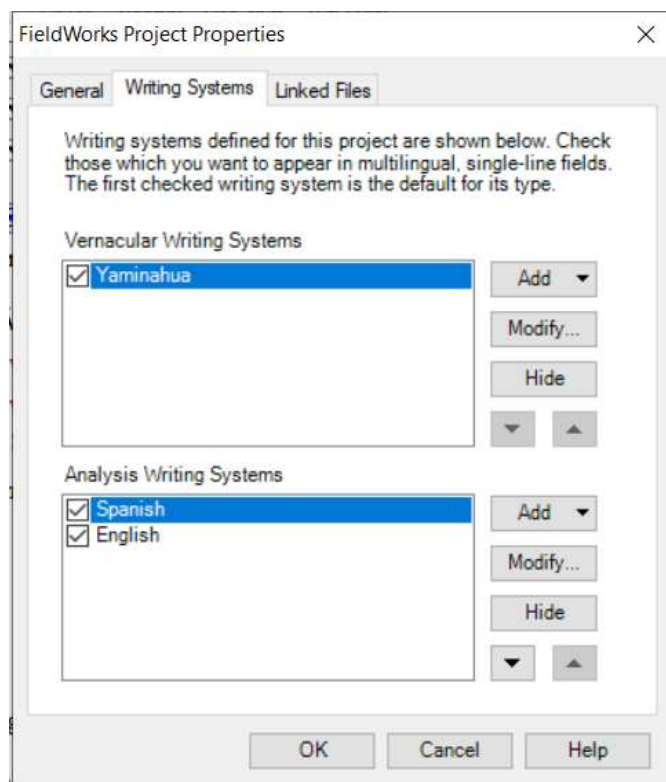 FieldWorks Project Properties
General
Writing Systems
Linked Files
Writing systems defined for this project are shown below. Check
those which you want to appear in multilingual, single-line fields.
The first checked writing system is the default for its type.
Vernacular Writing Systems
Yaminahua
Add
Modify...
Hide
Analysis Writing Systems
Spanish
English
Add
Modify...
Hide
OK
Cancel
Help